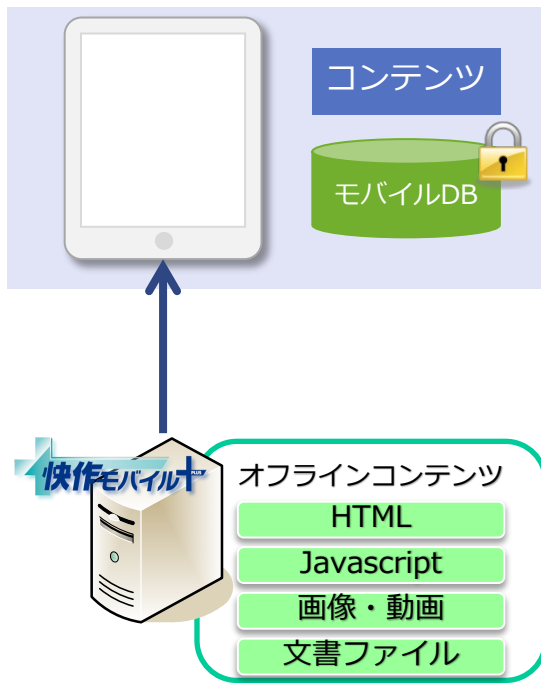 コンテンツ
モバイルDB
快作モバイル+
PLUS
オフラインコンテンツ
HTML
Javascript
画像・動画
文書ファイル